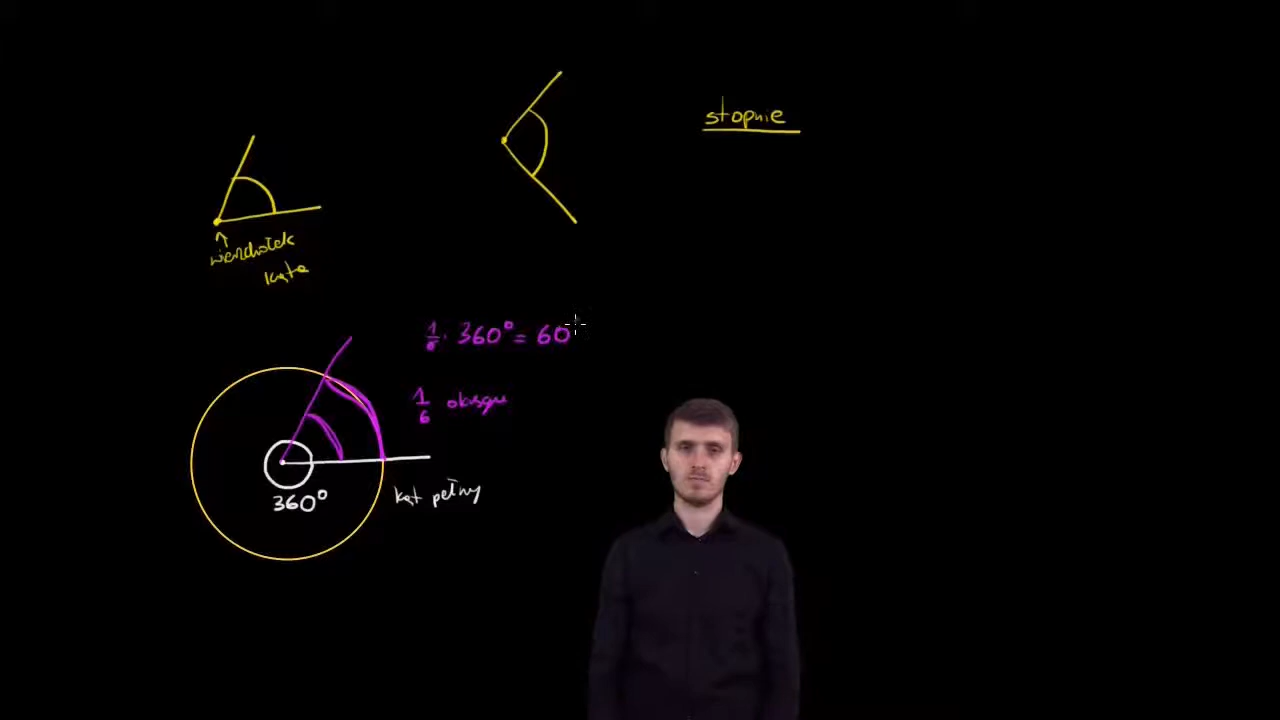 stopnie
wierzchołek
kąta
1/6 · 360° = 60
1/6 okręgu
360°
kąt pełny